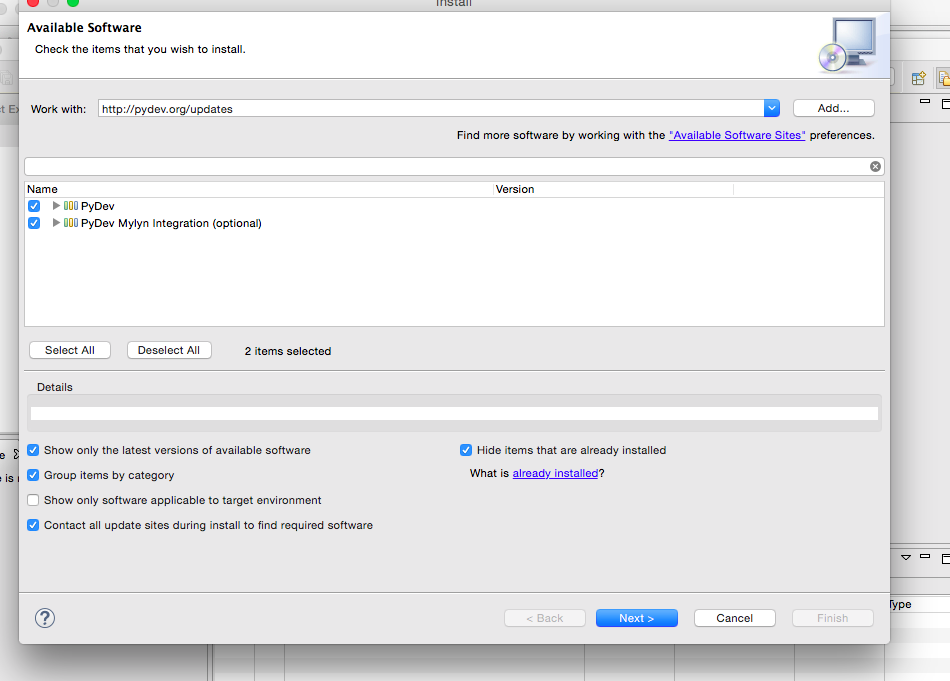 Install
Available Software
Check the items that you wish to install.
Work with: http://pydev.org/updates Add...
Find more software by working with the "Available Software Sites" preferences.
Name Version
PyDev
PyDev Mylyn Integration (optional)
Select All Deselect All 2 items selected
Details
Show only the latest versions of available software Hide items that are already installed
Group items by category What is already installed?
Show only software applicable to target environment
Contact all update sites during install to find required software
Type
? < Back Next > Cancel Finish